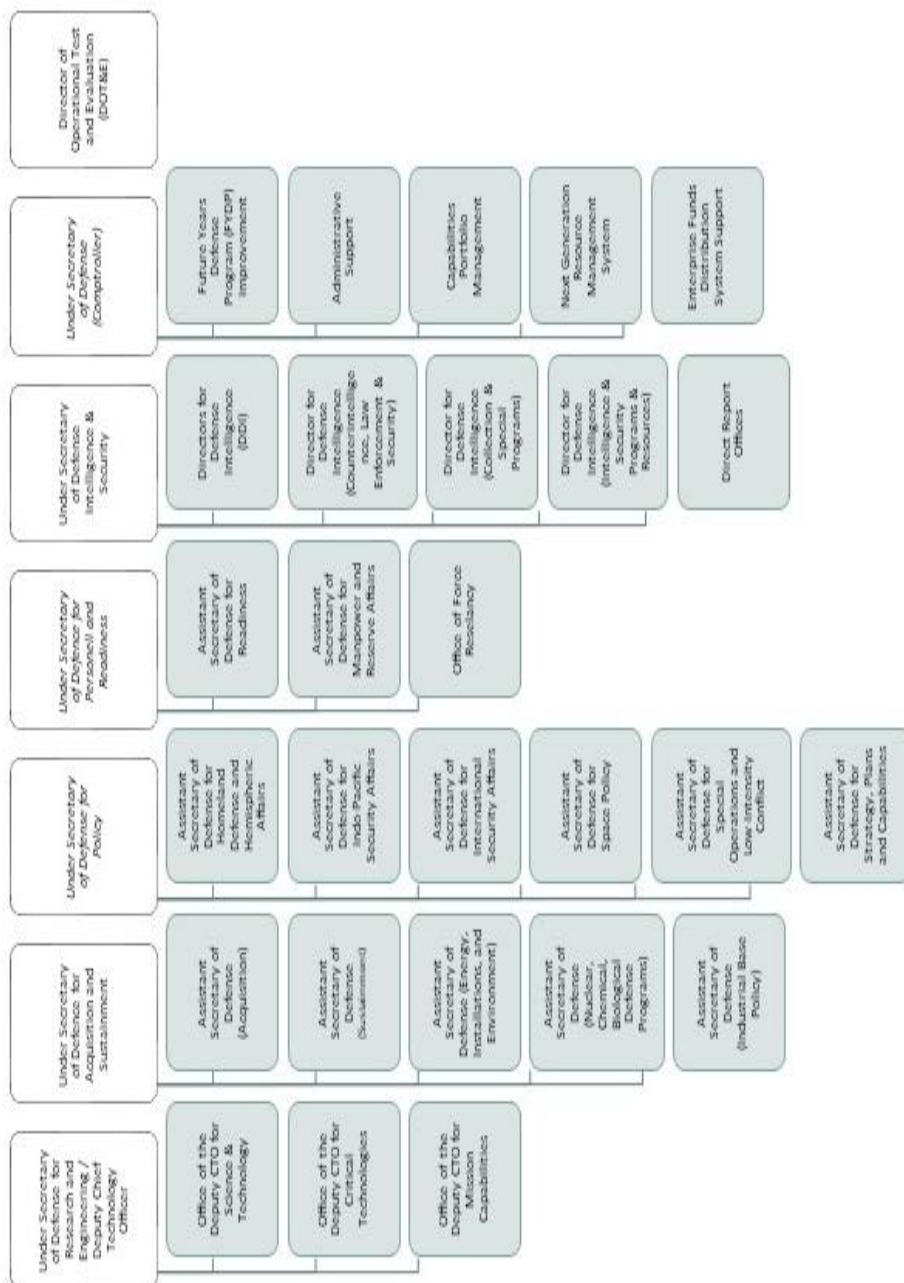 Under Secretary
of Defense for
Research and
Engineering /
Deputy Chief
Technology
Officer
Office of the
Deputy CTO for
Science &
Technology
Office of the
Deputy CTO for
Critical
Technologies
Office of the
Deputy CTO for
Mission
Capabilities
Under Secretary
of Defence for
Acquisition and
Sustainment
Assistant
Secretary of
Defense
(Acquisition)
Assistant
Secretary of
Defense
(Sustainment)
Assistant
Secretary of
Defense (Energy,
Installations, and
Environment)
Assistant
Secretary of
Defense
(Nuclear,
Chemical,
Biological
Defense
Programs)
Assistant
Secretary of
Defense
(Industrial Base
Policy)
Under Secretary
of Defense for
Policy
Assistant
Secretary of
Defense for
Homeland
Defense and
Hemispheric
Affairs
Assistant
Secretary of
Defense for
Indo-Pacific
Security Affairs
Assistant
Secretary of
Defense for
International
Security Affairs
Assistant
Secretary of
Defense for
Space Policy
Assistant
Secretary of
Defense for
Special
Operations and
Low-Intensity
Conflict
Assistant
Secretary of
Defense for
Strategy, Plans
and Capabilities
Under Secretary
of Defence for
Personell and
Readiness
Assistant
Secretary of
Defense for
Readiness
Assistant
Secretary of
Defense for
Manpower and
Reserve Affairs
Office of Force
Reselancy
Under Secretary
of Defense
Intelligence &
Security
Directors for
Defense
Intelligence
(DDI)
Director for
Defense
Intelligence
(Counterintellige
nce, Law
Enforcement &
Security)
Director for
Defense
Intelligence
(Collection &
Special
Programs)
Director for
Defense
Intelligence
(Intelligence &
Security
Programs &
Resources)
Direct Report
Offices
Under Secretary
of Defense
(Comptroller)
Future Years
Defense
Program (FYDP)
Improvement
Administrative
Support
Capabilities
Portfolio
Management
Next Generation
Resource
Management
System
Enterprise Funds
Distribution
System Support
Director of
Operational Test
and Evaluation
(DOT&E)